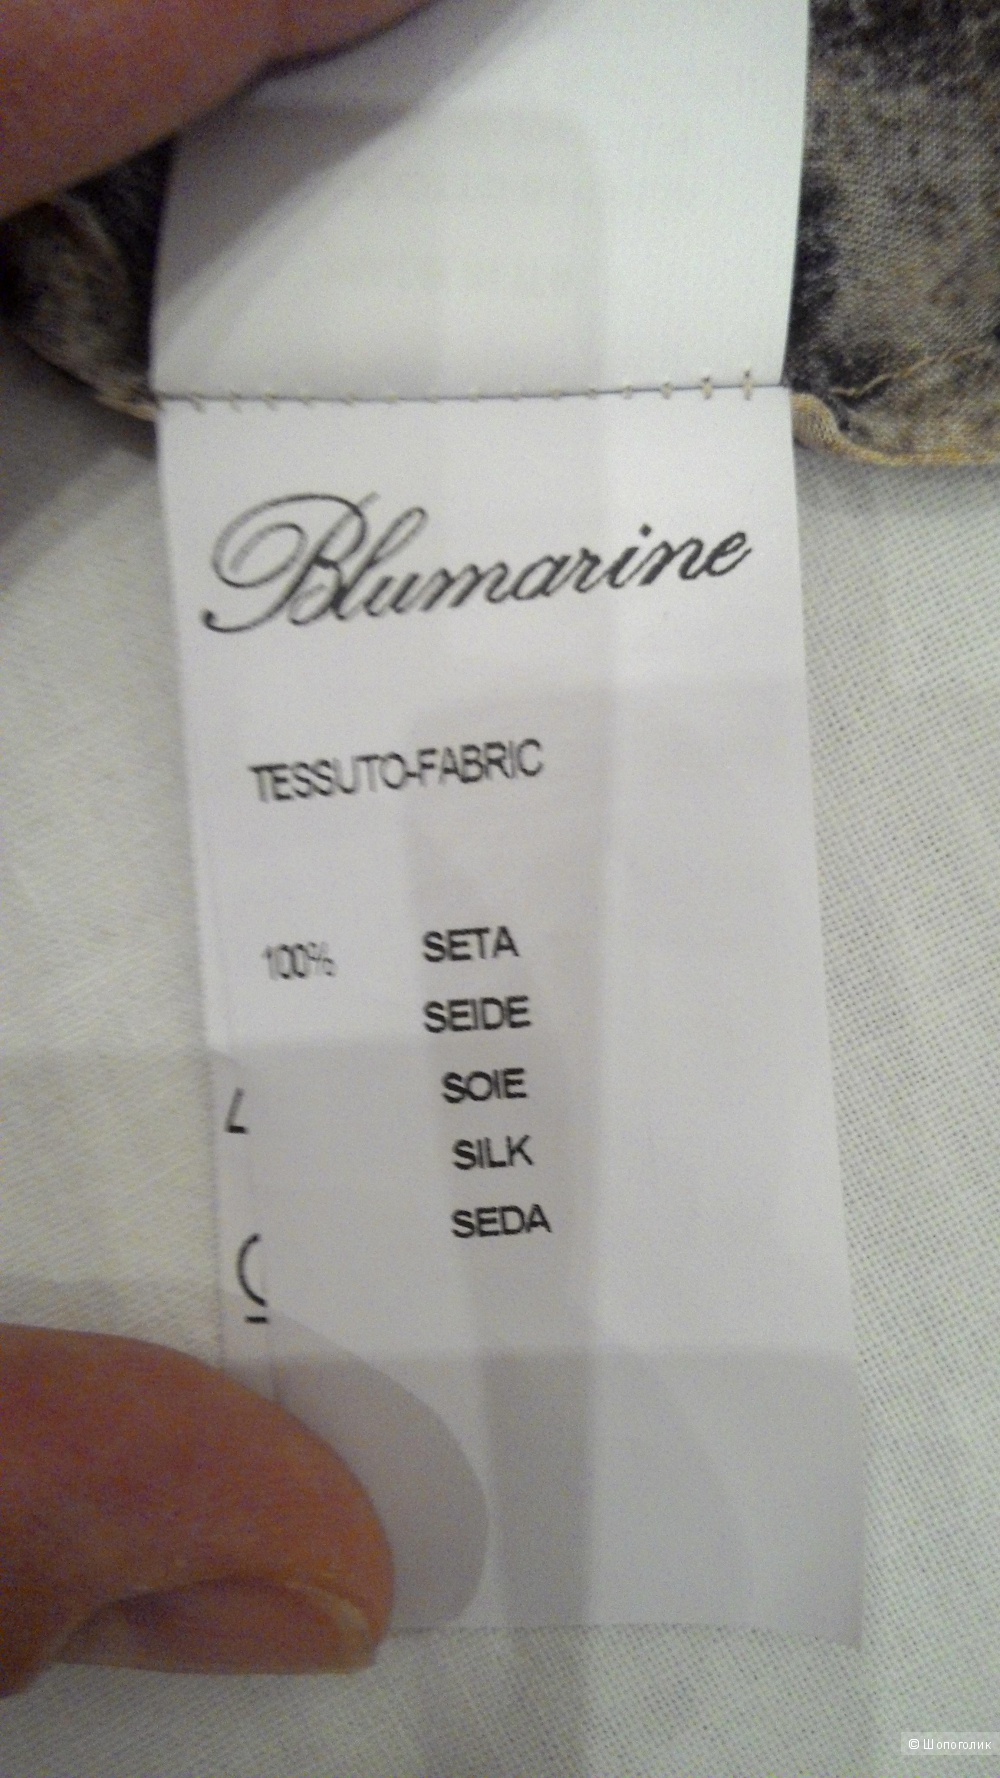 Blumarine
TESSUTO-FABRIC
100% SETA
SEIDE
SOIE
SILK
SEDA
© Шопоголик